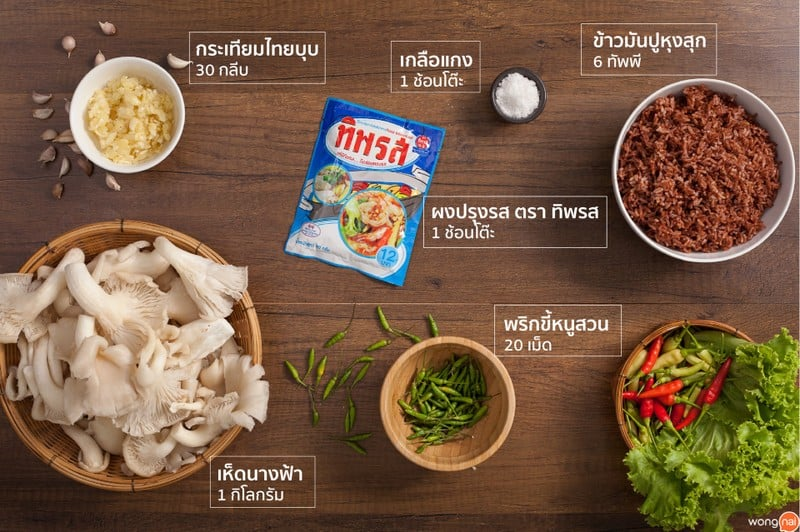 กระเทียมไทยบุบ
30 กลีบ
เกลือแกง
1 ช้อนโต๊ะ
ข้าวมันปูหุงสุก
6 ทัพพี
ทิพรส
ผงปรุงรส ตรา ทิพรส
1 ช้อนโต๊ะ
12
พริกขี้หนูสวน
20 เม็ด
เห็ดนางฟ้า
1 กิโลกรัม
wongnai